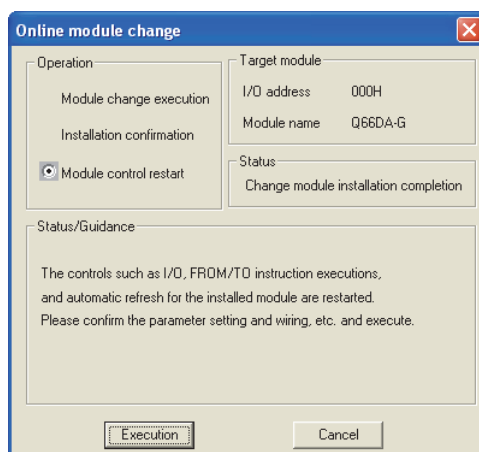 Online module change
Operation
Module change execution
Installation confirmation
Module control restart
Target module
I/O address 000H
Module name Q66DA-G
Status
Change module installation completion
Status/Guidance
The controls such as I/O, FROM/TO instruction executions,
and automatic refresh for the installed module are restarted.
Please confirm the parameter setting and wiring, etc. and execute.
Execution
Cancel